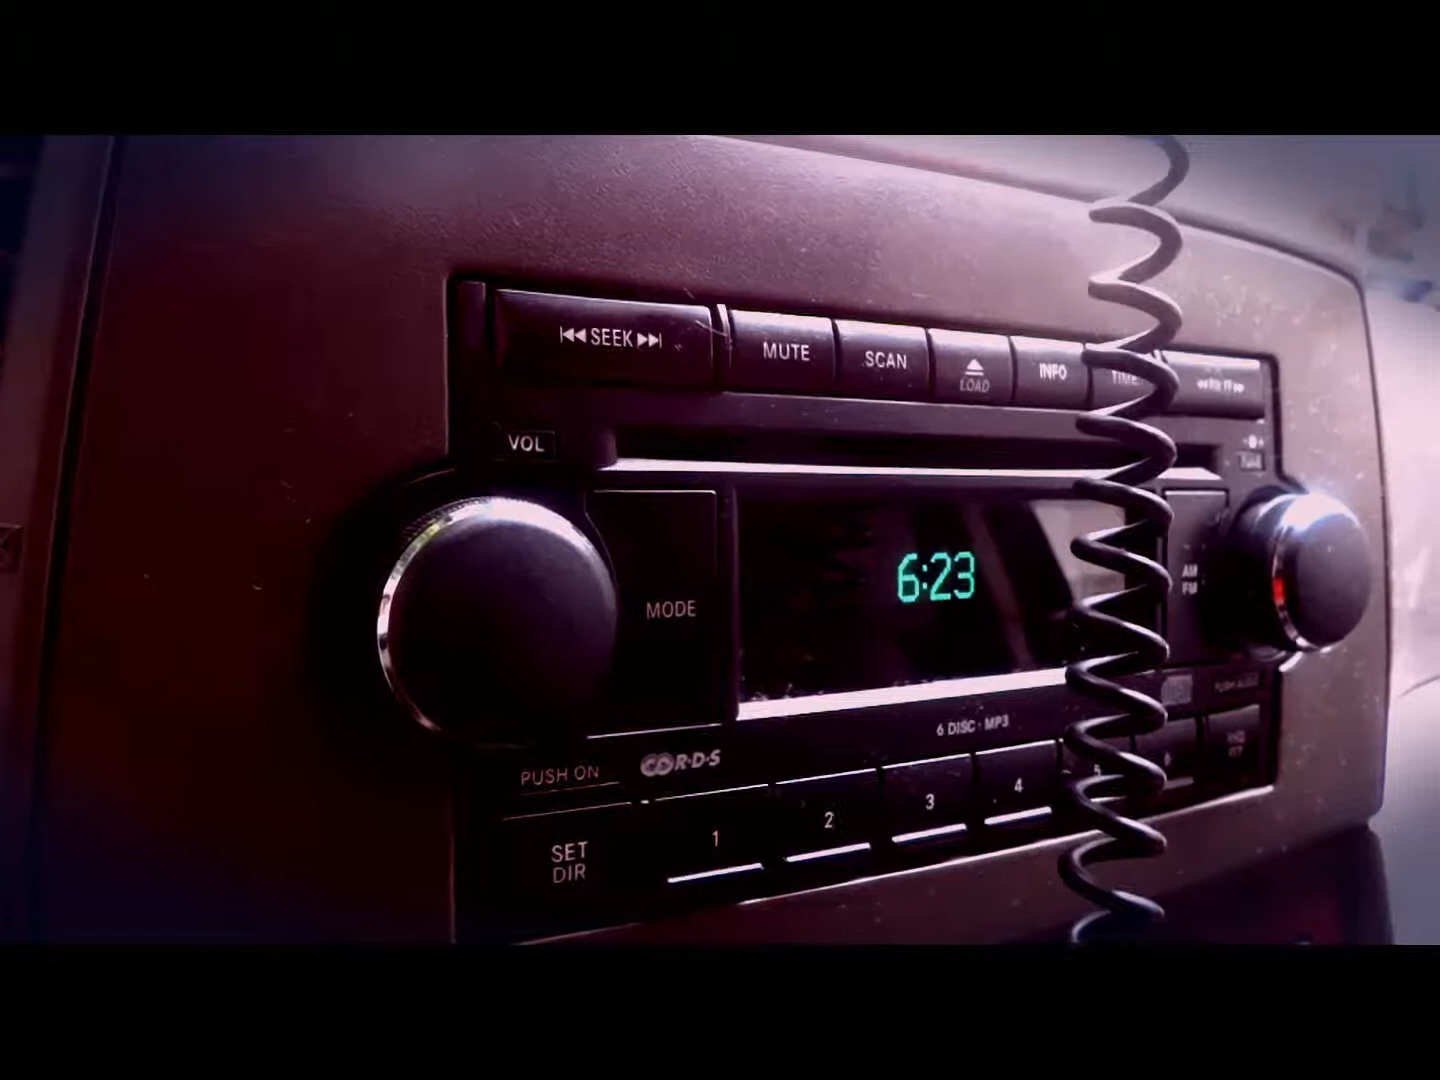 SEEK
MUTE
SCAN
LOAD
INFO
TIME
VOL
MODE
6:23
AM
FM
6 DISC · MP3
PUSH ON
R·D·S
SET
DIR
1
2
3
4
5
6